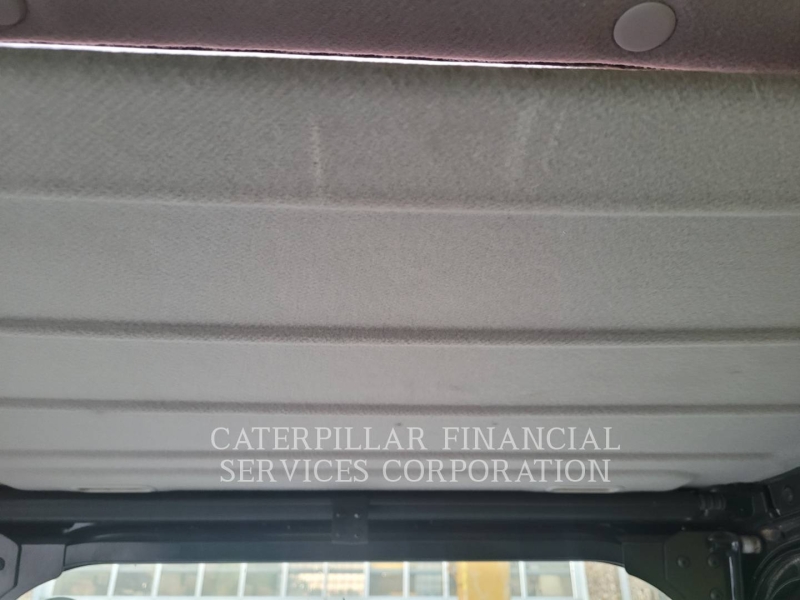 CATERPILLAR FINANCIAL
SERVICES CORPORATION